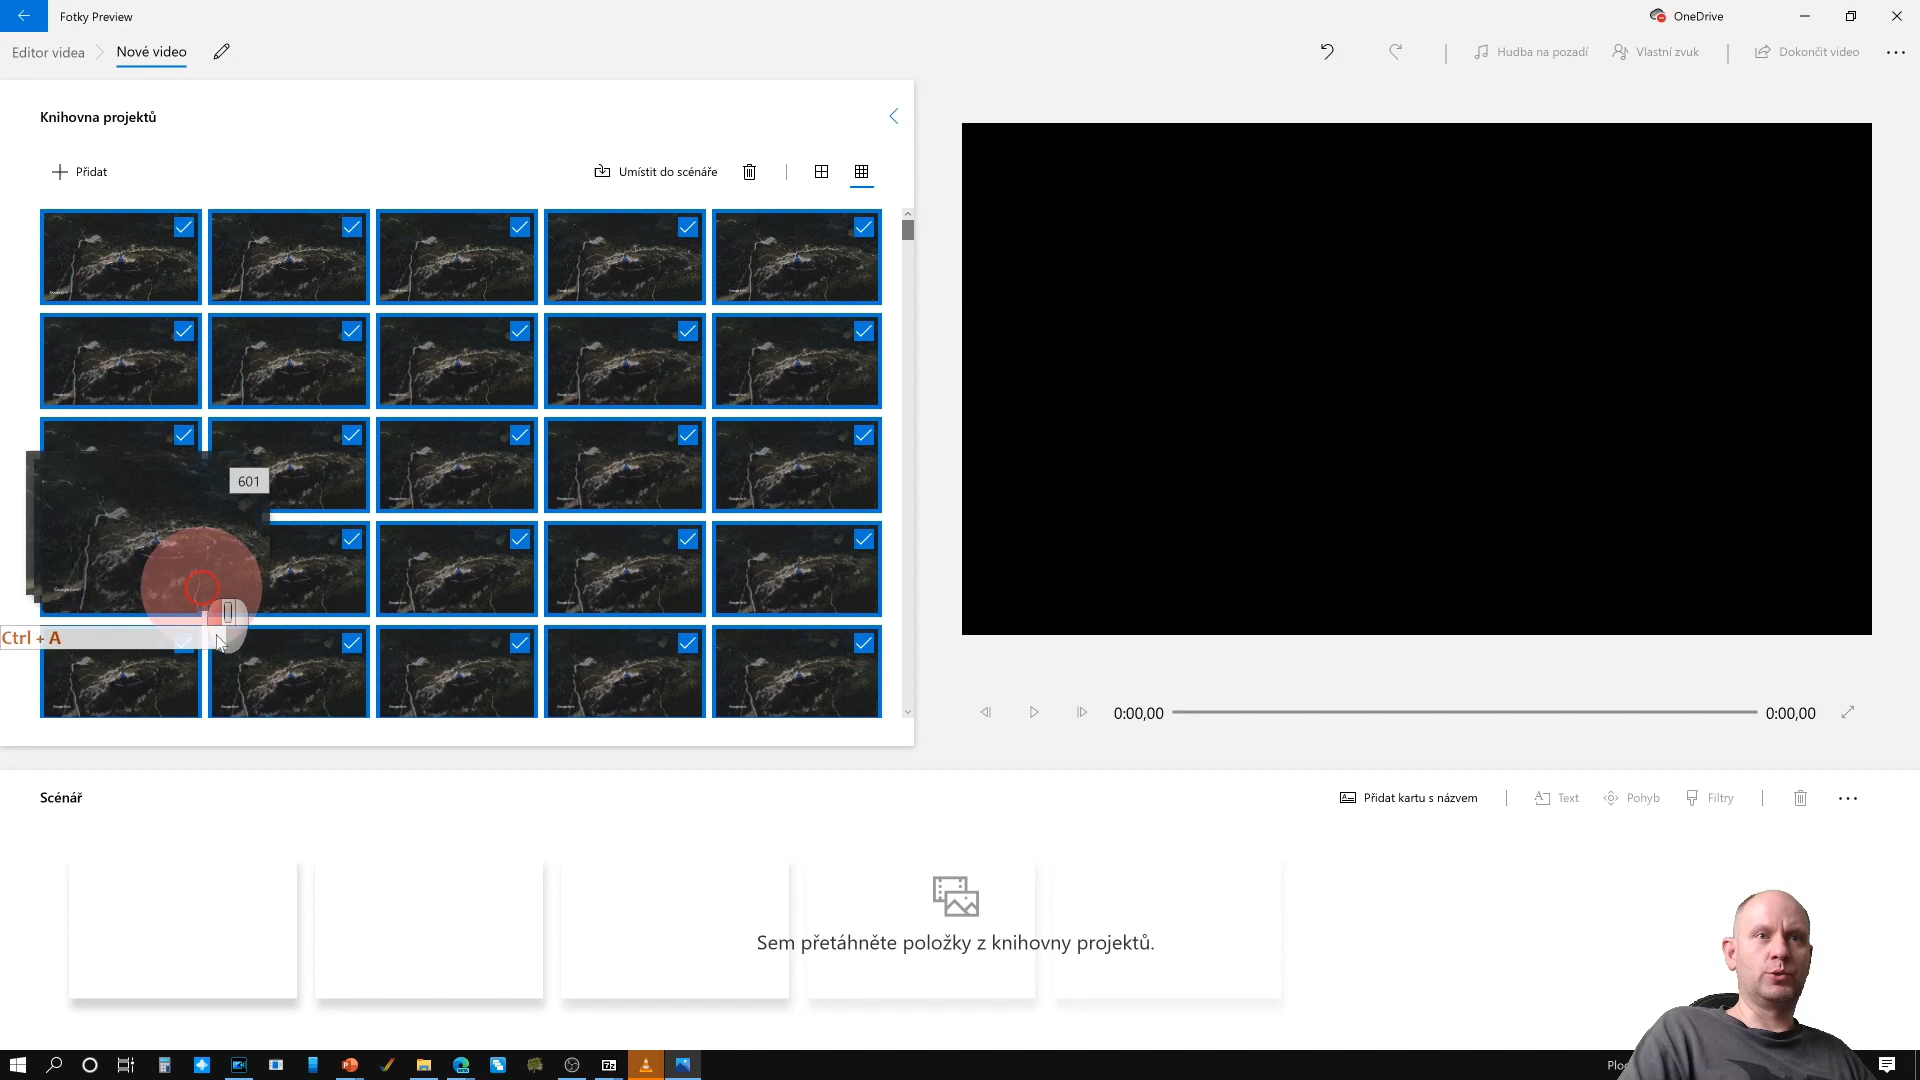 Fotky Preview
OneDrive
Editor videa
Nové video
Hudba na pozadí
Vlastní zvuk
Dokončit video
Knihovna projektů
Přidat
Umístit do scénáře
601
Ctrl + A
0:00,00
0:00,00
Scénář
Přidat kartu s názvem
Text
Pohyb
Filtry
Sem přetáhněte položky z knihovny projektů.